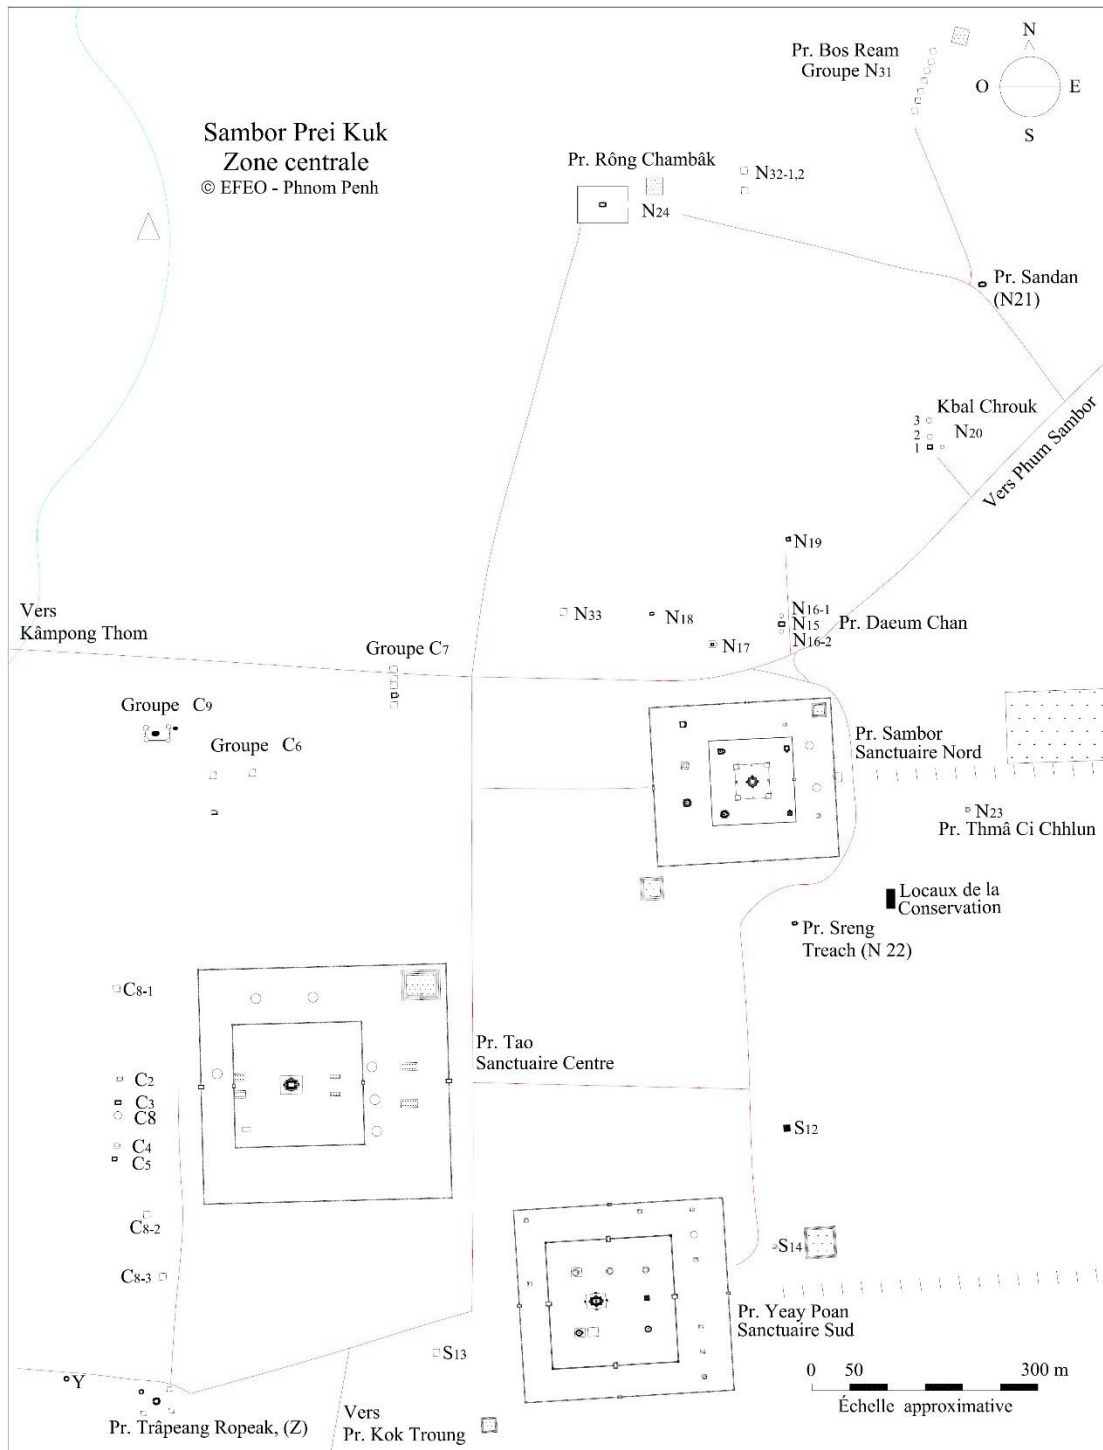 Pr. Bos Ream
Groupe N31
N
O
E
S
Sambor Prei Kuk
Zone centrale
© EFEO - Phnom Penh
Pr. Rông Chambâk
N32-1,2
N24
Pr. Sandan
(N21)
Kbal Chrouk
3
2
N20
1
Vers Phum Sambor
N19
Vers
Kâmpong Thom
N33
N18
N16-1
N15
Pr. Daeum Chan
N16-2
N17
Groupe C7
Groupe C9
Groupe C6
Pr. Sambor
Sanctuaire Nord
N23
Pr. Thmâ Ci Chhlun
Locaux de la
Conservation
Pr. Sreng
Treach (N 22)
C8-1
Pr. Tao
Sanctuaire Centre
C2
C3
C8
C4
C5
S12
C8-2
S14
C8-3
Pr. Yeay Poan
Sanctuaire Sud
S13
0 50 300 m
Échelle approximative
Y
Pr. Trâpeang Ropeak, (Z)
Vers
Pr. Kok Troung